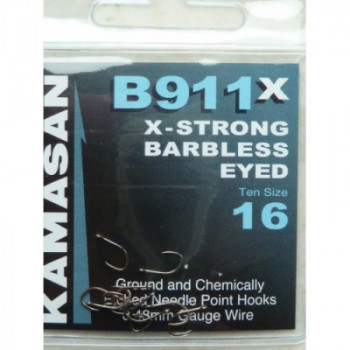 KAMASAN
B911X
X-STRONG
BARBLESS
EYED
Ten Size
16
Ground and Chemically
Needle Point Hooks
Gauge Wire